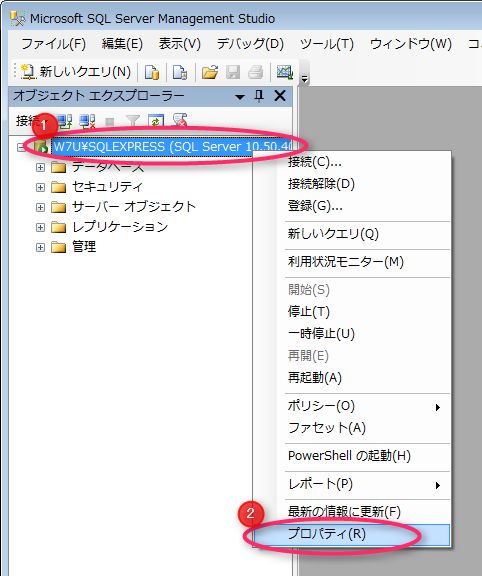 Microsoft SQL Server Management Studio
ファイル(F) 編集(E) 表示(V) デバッグ(D) ツール(T) ウィンドウ(W) コ
新しいクエリ(N)
オブジェクト エクスプローラー
接続
1
W7U¥SQLEXPRESS (SQL Server 10.50.40
データベース
セキュリティ
サーバー オブジェクト
レプリケーション
管理
接続(C)...
接続解除(D)
登録(G)...
新しいクエリ(Q)
利用状況モニター(M)
開始(S)
停止(T)
一時停止(U)
再開(E)
再起動(A)
ポリシー(O)
ファセット(A)
PowerShell の起動(H)
レポート(P)
最新の情報に更新(F)
2
プロパティ(R)